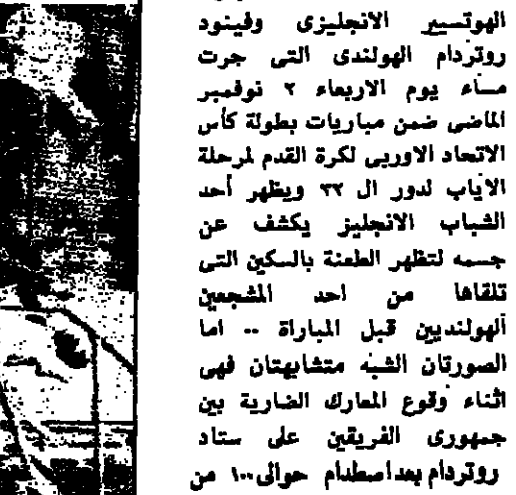 الهوتسبير الانجليزى وفينود
روتردام الهولندى التى جرت
مساء يوم الاربعاء ٢ نوفمبر
الماضى ضمن مباريات بطولة كأس
الاتحاد الاوربى لكرة القدم لمرحلة
الاياب لدور ال ٣٢ ويظهر أحد
الشباب الانجليز يكشف عن
جسمه لتظهر الطعنة بالسكين التى
تلقاها من احد المشجعين
الهولنديين قبل المباراة .. اما
الصورتان الشبه متشابهتان فهى
اثناء وقوع المعارك الضارية بين
جمهورى الفريقين على ستاد
روتردام بعد اصطدام حوالى ١٠٠ من